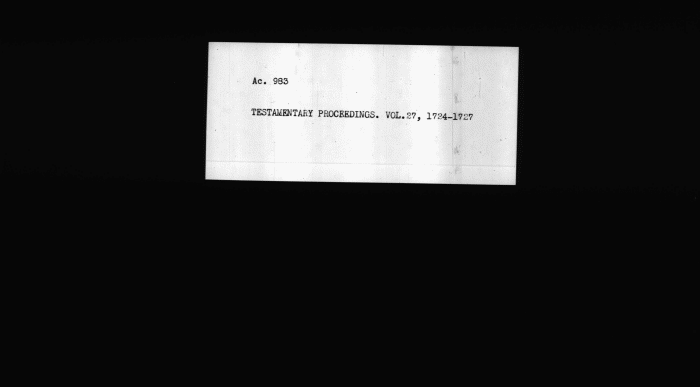 Ac. 983
TESTAMENTARY PROCEEDINGS. VOL.27, 1724-1727